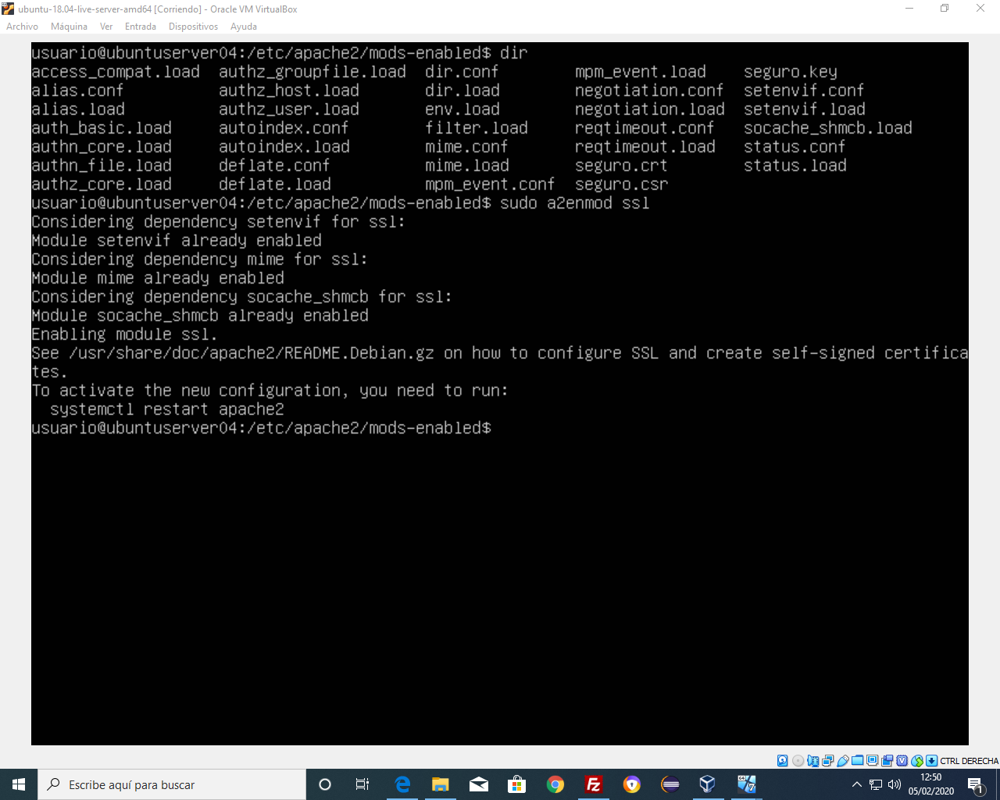 ubuntu-18.04-live-server-amd64 [Corriendo] - Oracle VM VirtualBox
Archivo Máquina Ver Entrada Dispositivos Ayuda
usuario@ubuntuserver04:/etc/apache2/mods-enabled$ dir
access_compat.load authz_groupfile.load dir.conf mpm_event.load seguro.key
alias.conf authz_host.load dir.load negotiation.conf setenvif.conf
alias.load authz_user.load env.load negotiation.load setenvif.load
auth_basic.load autoindex.conf filter.load reqtimeout.conf socache_shmcb.load
authn_core.load autoindex.load mime.conf reqtimeout.load status.conf
authn_file.load deflate.conf mime.load seguro.crt status.load
authz_core.load deflate.load mpm_event.conf seguro.csr
usuario@ubuntuserver04:/etc/apache2/mods-enabled$ sudo a2enmod ssl
Considering dependency setenvif for ssl:
Module setenvif already enabled
Considering dependency mime for ssl:
Module mime already enabled
Considering dependency socache_shmcb for ssl:
Module socache_shmcb already enabled
Enabling module ssl.
See /usr/share/doc/apache2/README.Debian.gz on how to configure SSL and create self-signed certifica
tes.
To activate the new configuration, you need to run:
systemctl restart apache2
usuario@ubuntuserver04:/etc/apache2/mods-enabled$
CTRL DERECHA
Escribe aquí para buscar
12:50
05/02/2020